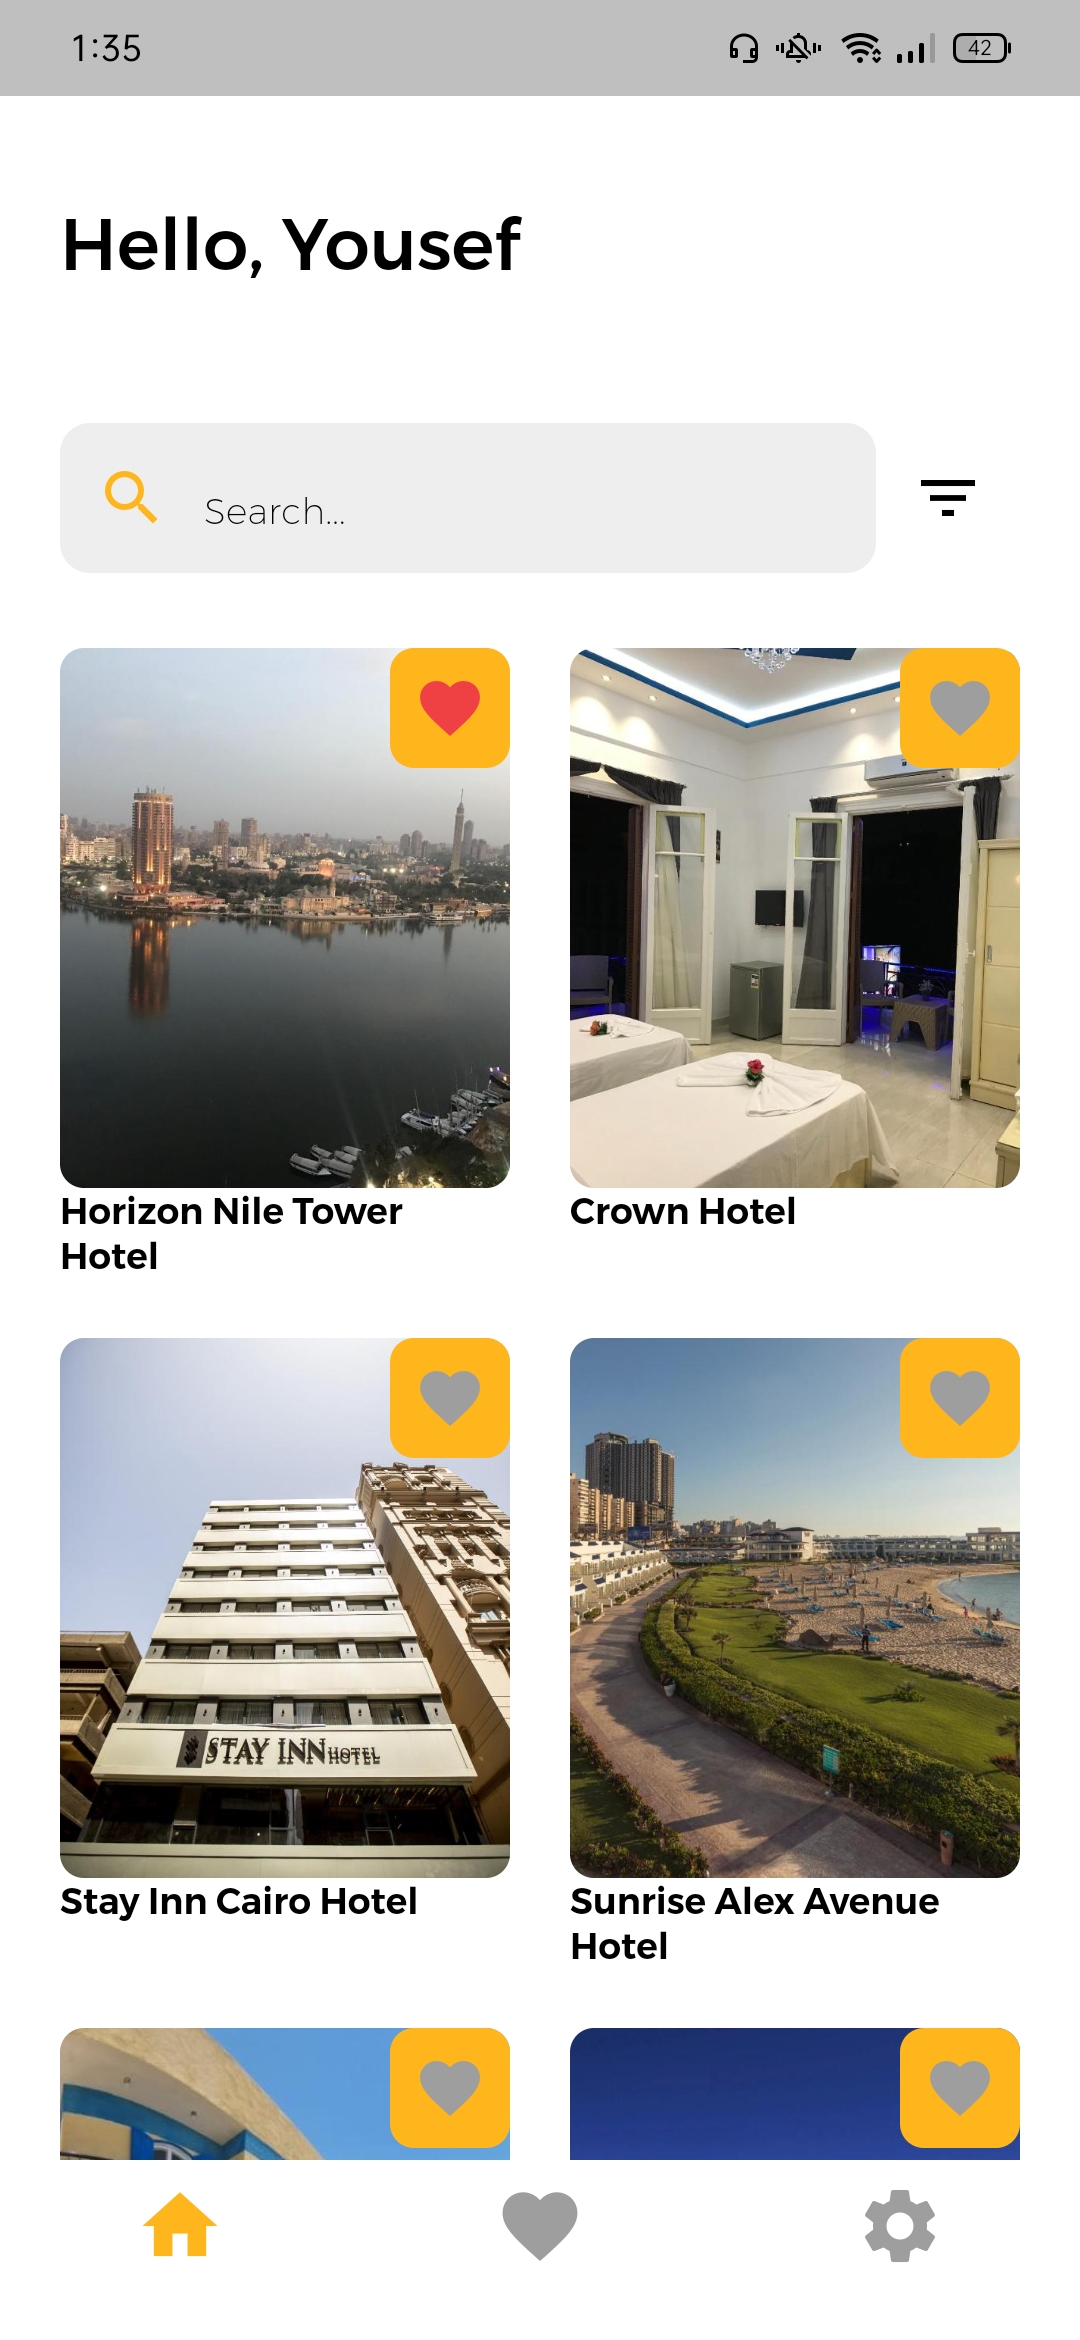 1:35
42
Hello, Yousef
Search...
Horizon Nile Tower
Hotel
Crown Hotel
STAY INN HOTEL
Stay Inn Cairo Hotel
Sunrise Alex Avenue
Hotel